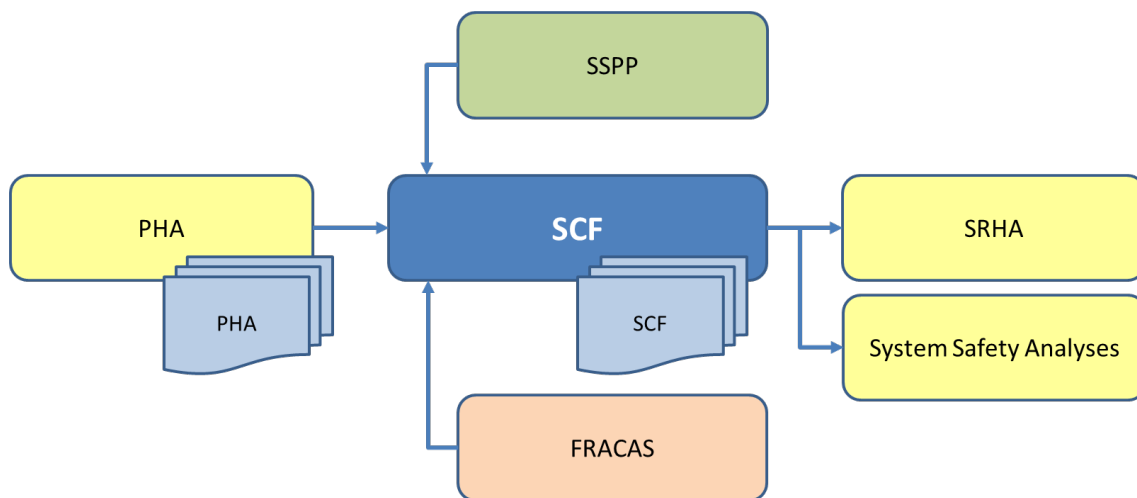 SSPP
PHA
SCF
SRHA
PHA
SCF
System Safety Analyses
FRACAS